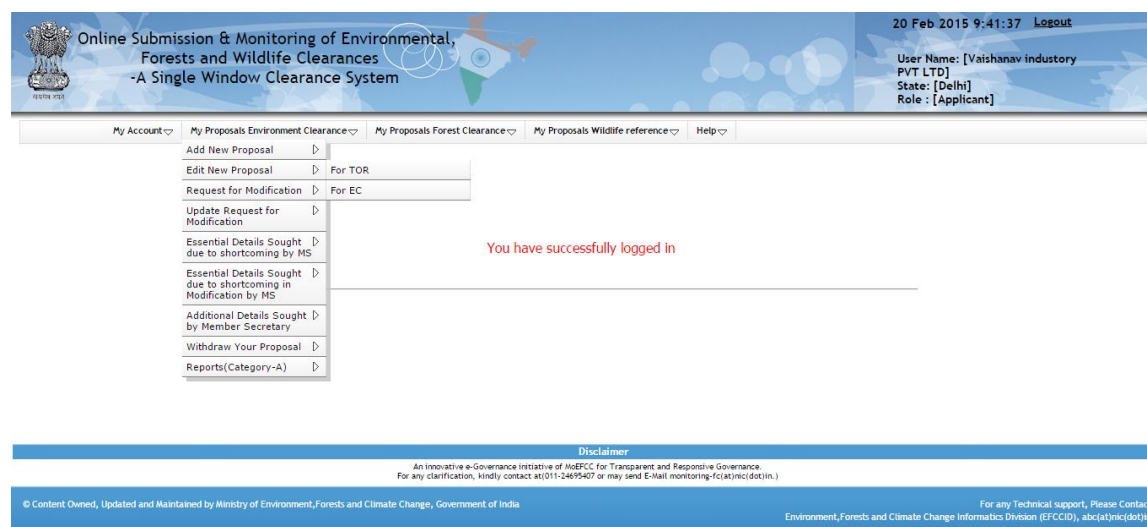 20 Feb 2015 9:41:37 Logout
Online Submission & Monitoring of Environmental,
Forests and Wildlife Clearances
-A Single Window Clearance System
User Name: [Vaishanav industory
PVT LTD]
State: [Delhi]
Role : [Applicant]
My Account My Proposals Environment Clearance My Proposals Forest Clearance My Proposals Wildlife reference Help
Add New Proposal
Edit New Proposal For TOR
Request for Modification For EC
Update Request for
Modification
Essential Details Sought
due to shortcoming by MS
Essential Details Sought
due to shortcoming in
Modification by MS
Additional Details Sought
by Member Secretary
Withdraw Your Proposal
Reports(Category-A)
You have successfully logged in
Disclaimer
An innovative e-Governance initiative of MoEFCC for Transparent and Responsive Governance.
For any clarification, kindly contact at(011-24695407 or may send E-Mail monitoring-fc(at)nic(dot)in.)
© Content Owned, Updated and Maintained by Ministry of Environment,Forests and Climate Change, Government of India
For any Technical support, Please Contac
Environment,Forests and Climate Change Informatics Division (EFCCID), abc(at)nic(dot)i